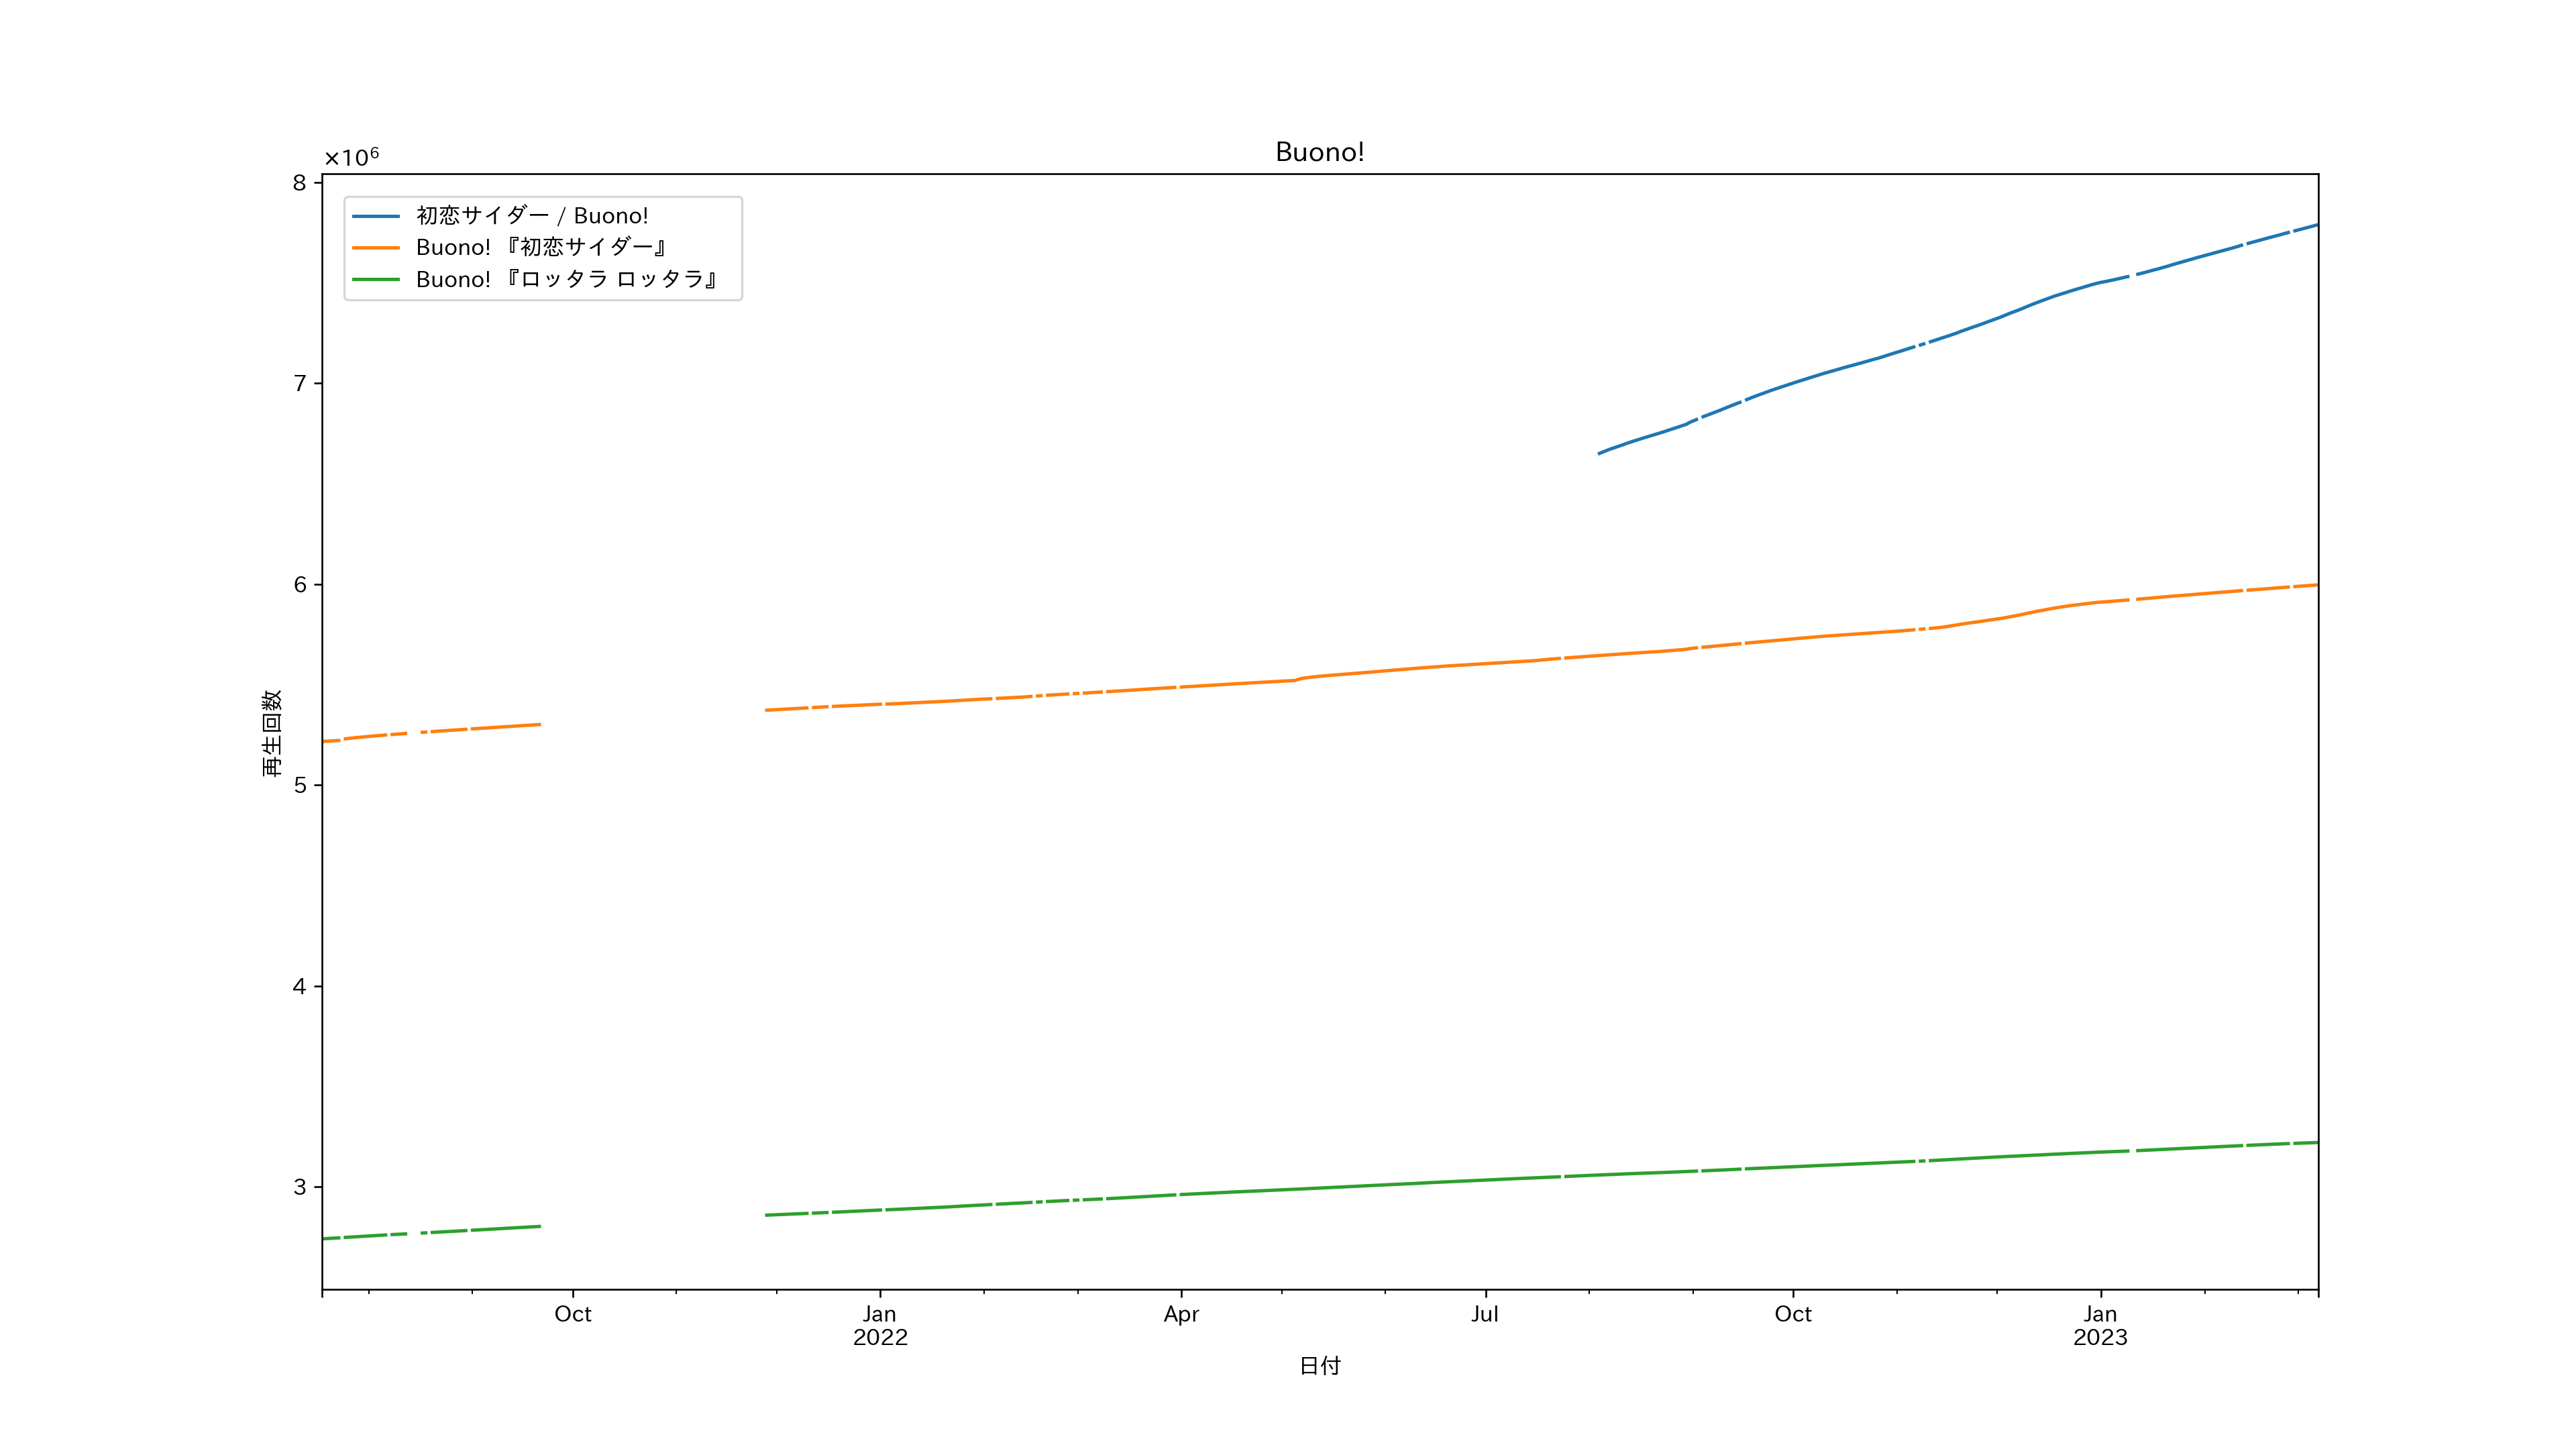 Buono!
×10⁶
8
7
6
5
4
3
再生回数
初恋サイダー / Buono!
Buono! 『初恋サイダー』
Buono! 『ロッタラ ロッタラ』
Oct
Jan
2022
Apr
Jul
Oct
Jan
2023
日付